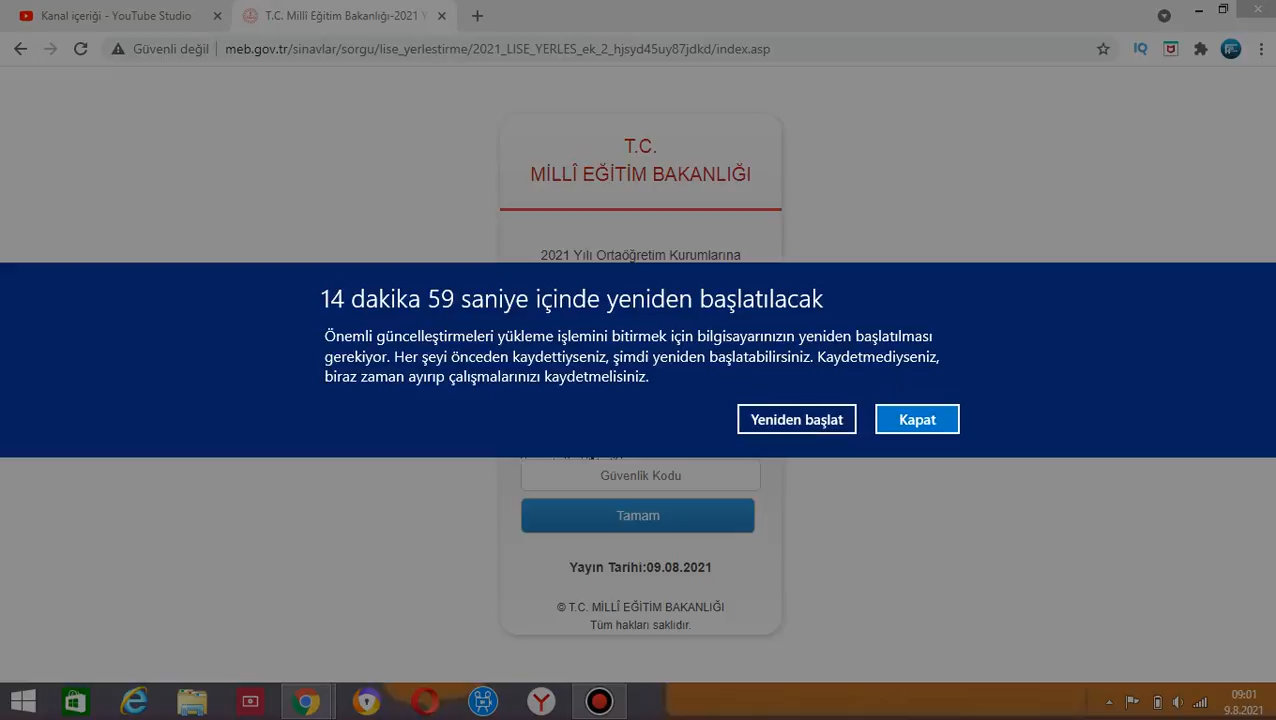 Kanal içeriği - YouTube Studio
T.C. Millî Eğitim Bakanlığı-2021 Y
Güvenli değil
meb.gov.tr/sinavlar/sorgu/lise_yerlestirme/2021_LISE_YERLES_ek_2_hjsyd45uy87jdkd/index.asp
IQ
T.C.
MİLLÎ EĞİTİM BAKANLIĞI
2021 Yılı Ortaöğretim Kurumlarına
14 dakika 59 saniye içinde yeniden başlatılacak
Önemli güncelleştirmeleri yükleme işlemini bitirmek için bilgisayarınızın yeniden başlatılması
gerekiyor. Her şeyi önceden kaydettiyseniz, şimdi yeniden başlatabilirsiniz. Kaydetmediyseniz,
biraz zaman ayırıp çalışmalarınızı kaydetmelisiniz.
Yeniden başlat
Kapat
Güvenlik Kodu
Tamam
Yayın Tarihi:09.08.2021
© T.C. MİLLÎ EĞİTİM BAKANLIĞI
Tüm hakları saklıdır.
09:01
9.8.2021